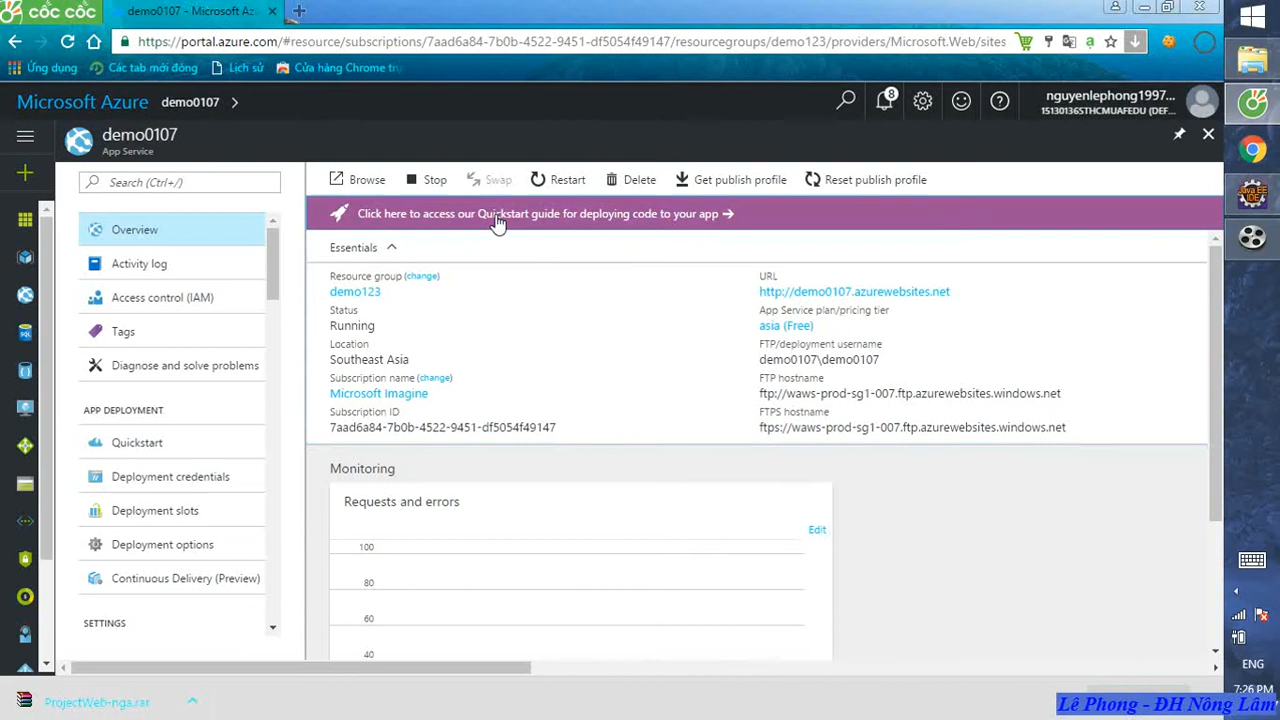 CỐC CỐC
demo0107 - Microsoft Az
https://portal.azure.com/#resource/subscriptions/7aad6a84-7b0b-4522-9451-df5054f49147/resourcegroups/demo123/providers/Microsoft.Web/sites
Ứng dụng
Các tab mới đóng
Lịch sử
Cửa hàng Chrome trự
Microsoft Azure
demo0107
8
nguyenlephong1997...
15130136STHCMUAFEDU (DEF...
demo0107
App Service
Search (Ctrl+/)
Browse
Stop
Swap
Restart
Delete
Get publish profile
Reset publish profile
Click here to access our Quickstart guide for deploying code to your app
Overview
Activity log
Access control (IAM)
Tags
Diagnose and solve problems
APP DEPLOYMENT
Quickstart
Deployment credentials
Deployment slots
Deployment options
Continuous Delivery (Preview)
SETTINGS
Essentials
Resource group (change)
demo123
Status
Running
Location
Southeast Asia
Subscription name (change)
Microsoft Imagine
Subscription ID
7aad6a84-7b0b-4522-9451-df5054f49147
URL
http://demo0107.azurewebsites.net
App Service plan/pricing tier
asia (Free)
FTP/deployment username
demo0107\demo0107
FTP hostname
ftp://waws-prod-sg1-007.ftp.azurewebsites.windows.net
FTPS hostname
ftps://waws-prod-sg1-007.ftp.azurewebsites.windows.net
Monitoring
Requests and errors
Edit
100
80
60
40
Java EE
IDE
ENG
7:26 PM
ProjectWeb-nga.rar
Lê Phong - ĐH Nông Lâm